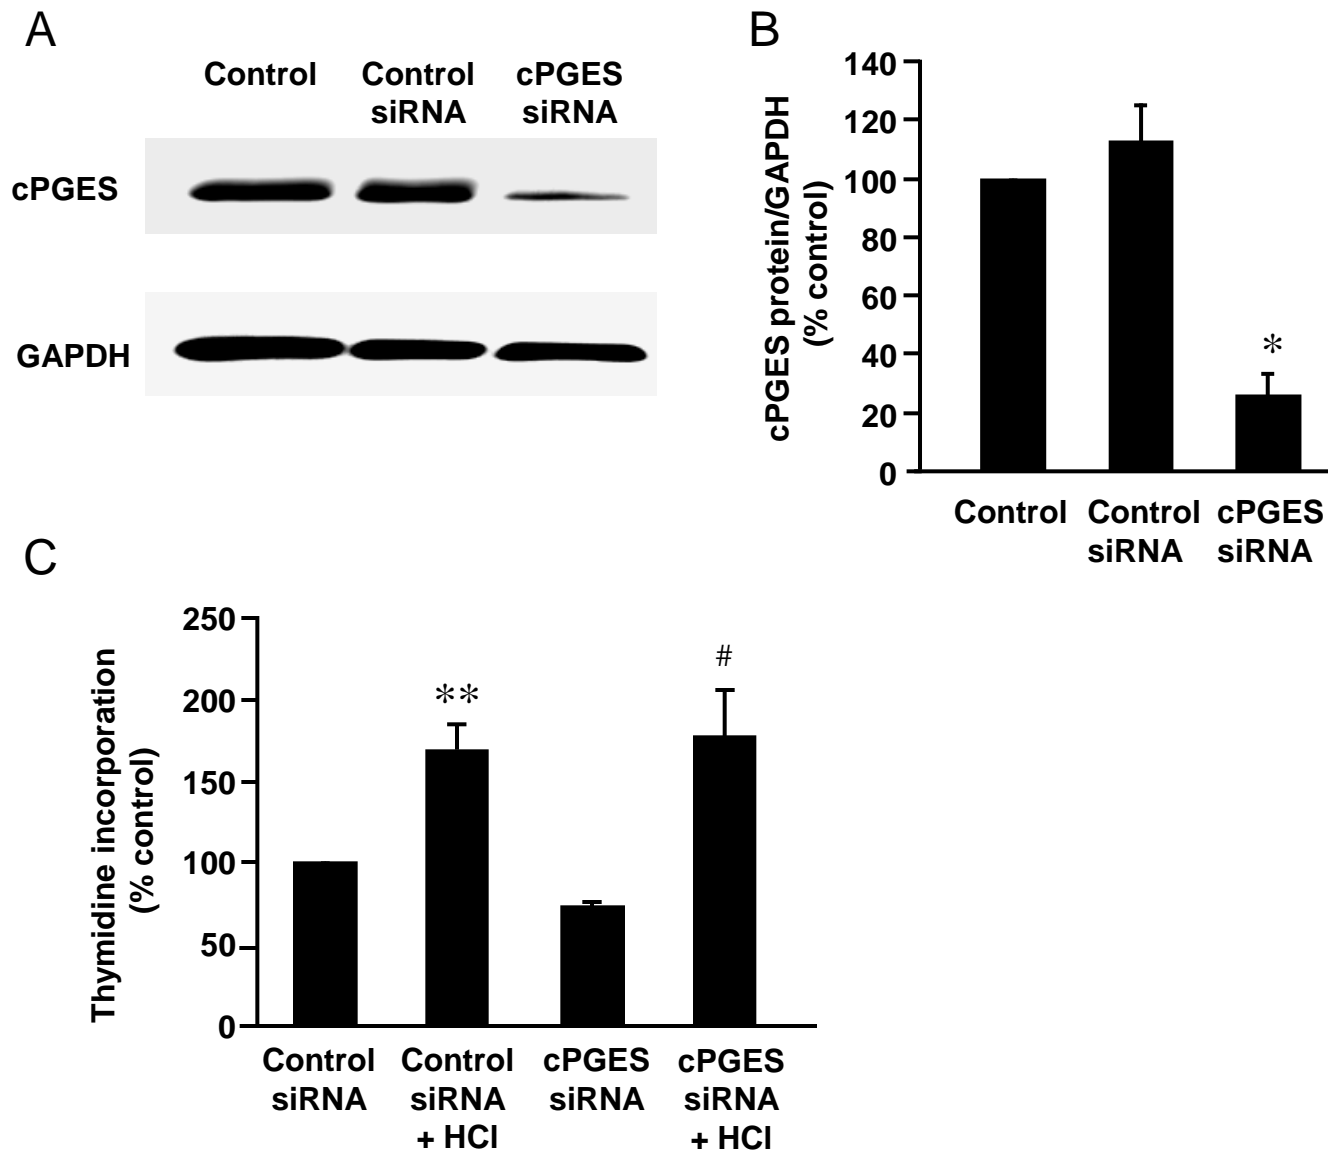 A
Control
Control
siRNA
cPGES
siRNA
cPGES
GAPDH
B
cPGES protein/GAPDH
(% control)
140
120
100
80
60
40
20
0
*
Control
Control
siRNA
cPGES
siRNA
C
Thymidine incorporation
(% control)
250
200
150
100
50
0
**
#
Control
siRNA
Control
siRNA
+ HCl
cPGES
siRNA
cPGES
siRNA
+ HCl